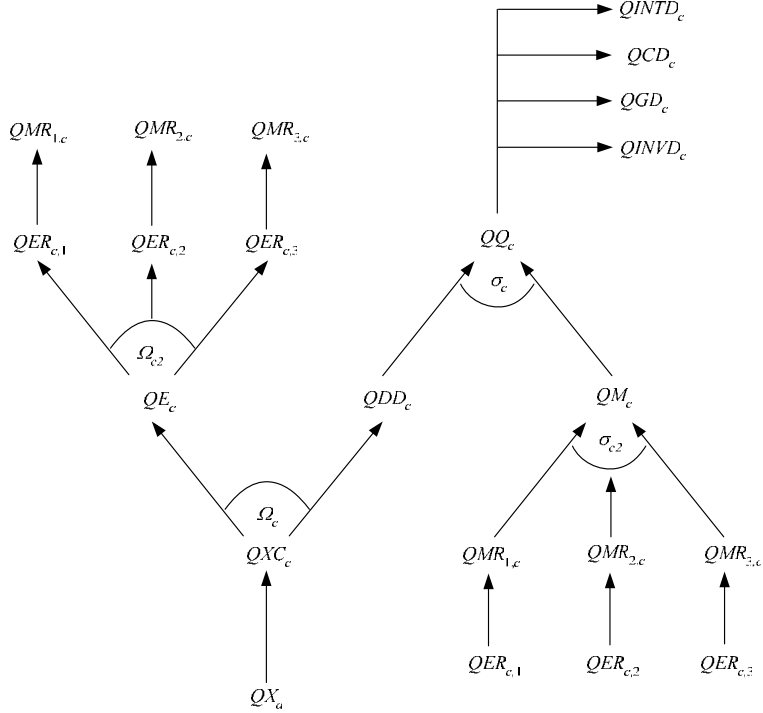 QINTD_c
QCD_c
QGD_c
QINVD_c
QMR_1,c QMR_2,c QMR_3,c
QER_c,1 QER_c,2 QER_c,3
QQ_c
σ_c
Ω_c2
QE_c QDD_c QM_c
σ_c2
Ω_c
QXC_c QMR_1,c QMR_2,c QMR_3,c
QER_c,1 QER_c,2 QER_c,3
QX_a